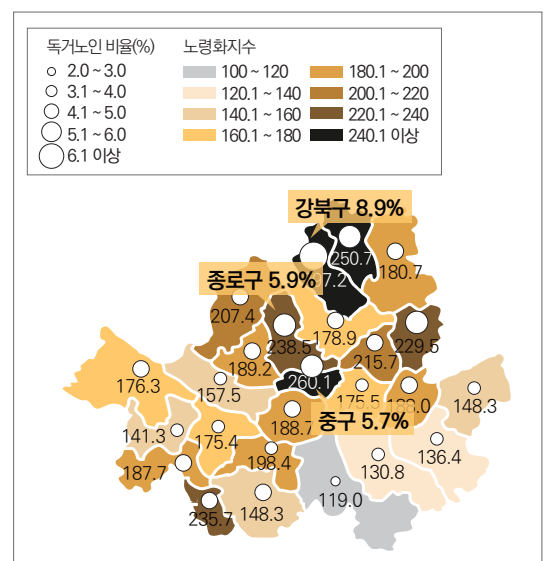 독거노인 비율(%)
2.0 ~ 3.0
3.1 ~ 4.0
4.1 ~ 5.0
5.1 ~ 6.0
6.1 이상
노령화지수
100 ~ 120
120.1 ~ 140
140.1 ~ 160
160.1 ~ 180
180.1 ~ 200
200.1 ~ 220
220.1 ~ 240
240.1 이상
강북구 8.9%
250.7
180.7
종로구 5.9%
207.4
238.5
178.9
229.5
189.2
215.7
176.3
157.5
260.1
175.5
148.3
188.7
중구 5.7%
141.3
175.4
136.4
187.7
198.4
130.8
235.7
148.3
119.0